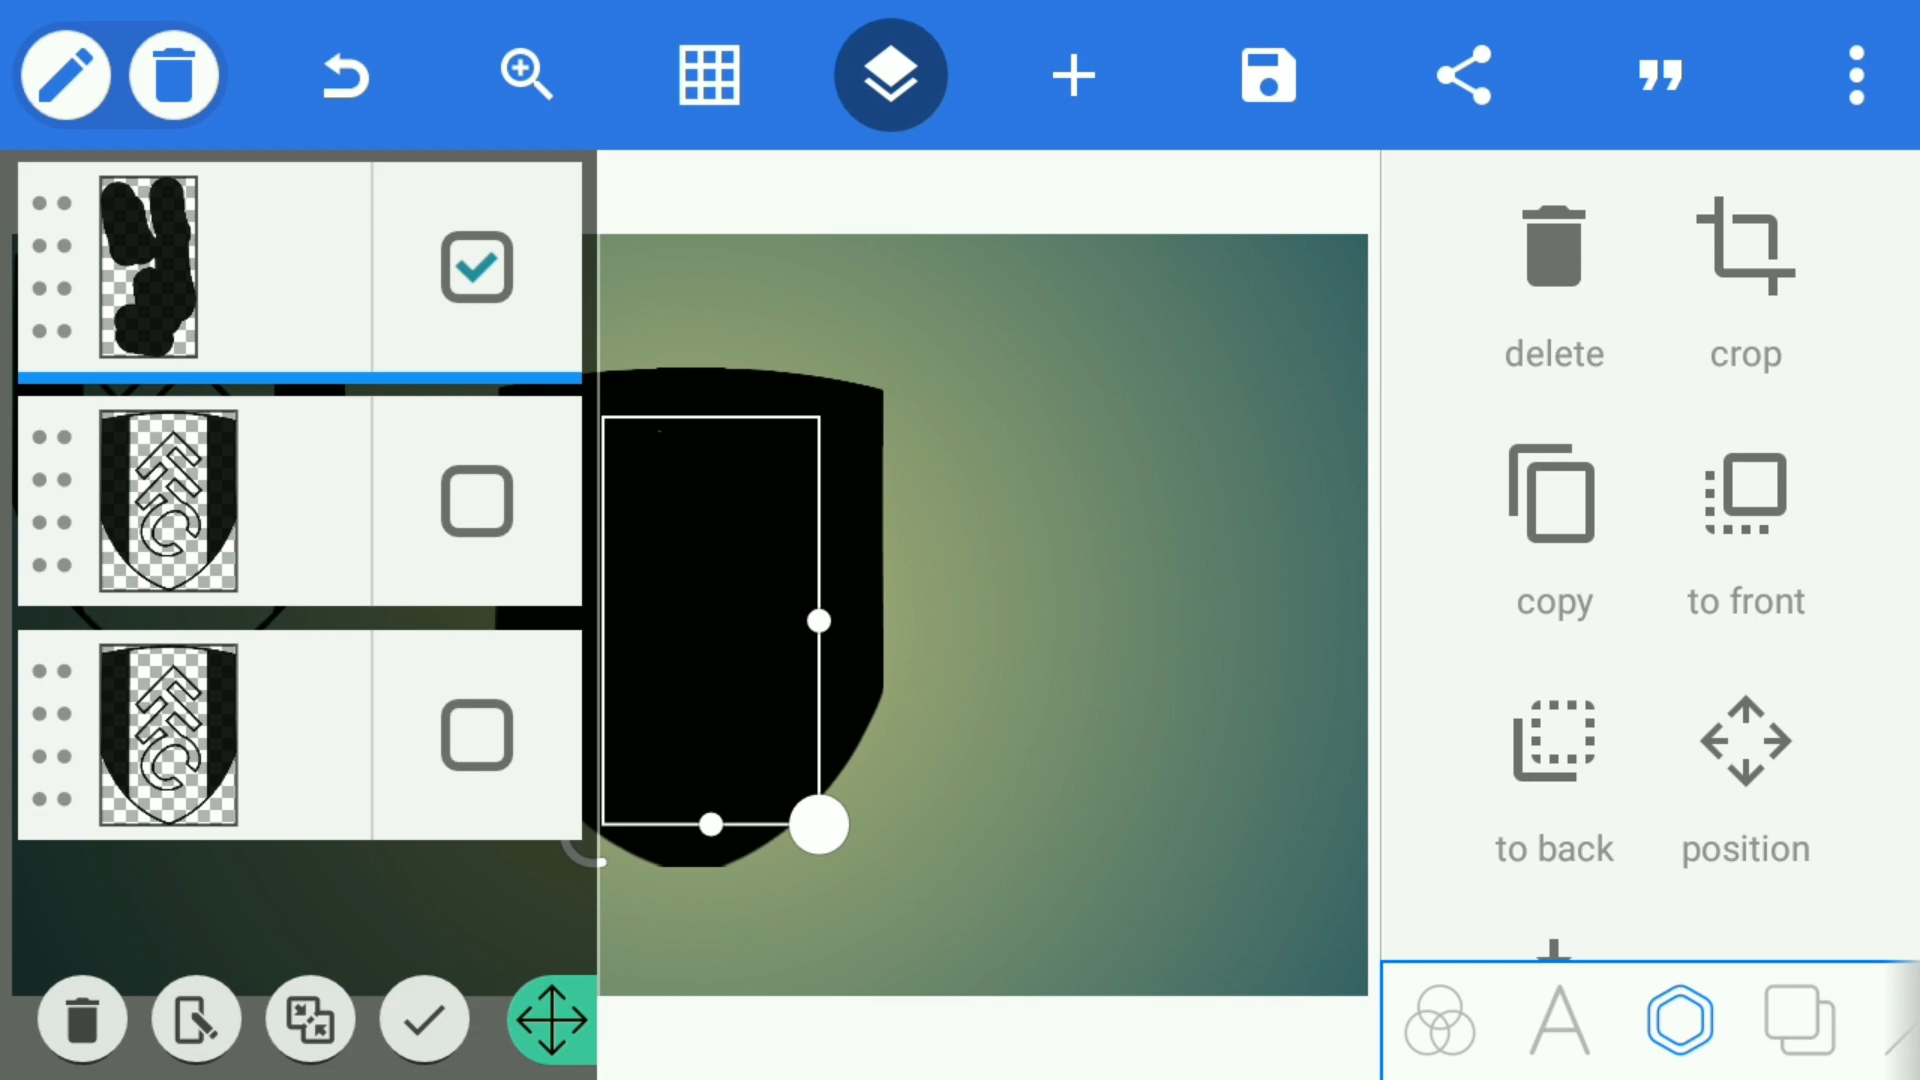 delete
crop
copy
to front
to back
position